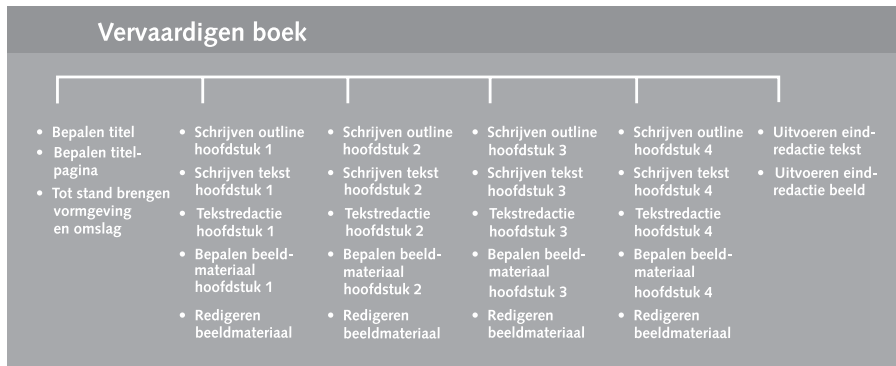 Vervaardigen boek
• Bepalen titel
• Bepalen titel-
pagina
• Tot stand brengen
vormgeving
en omslag
• Schrijven outline
hoofdstuk 1
• Schrijven tekst
hoofdstuk 1
• Tekstredactie
hoofdstuk 1
• Bepalen beeld-
materiaal
hoofdstuk 1
• Redigeren
beeldmateriaal
• Schrijven outline
hoofdstuk 2
• Schrijven tekst
hoofdstuk 2
• Tekstredactie
hoofdstuk 2
• Bepalen beeld-
materiaal
hoofdstuk 2
• Redigeren
beeldmateriaal
• Schrijven outline
hoofdstuk 3
• Schrijven tekst
hoofdstuk 3
• Tekstredactie
hoofdstuk 3
• Bepalen beeld-
materiaal
hoofdstuk 3
• Redigeren
beeldmateriaal
• Schrijven outline
hoofdstuk 4
• Schrijven tekst
hoofdstuk 4
• Tekstredactie
hoofdstuk 4
• Bepalen beeld-
materiaal
hoofdstuk 4
• Redigeren
beeldmateriaal
• Uitvoeren eind-
redactie tekst
• Uitvoeren eind-
redactie beeld